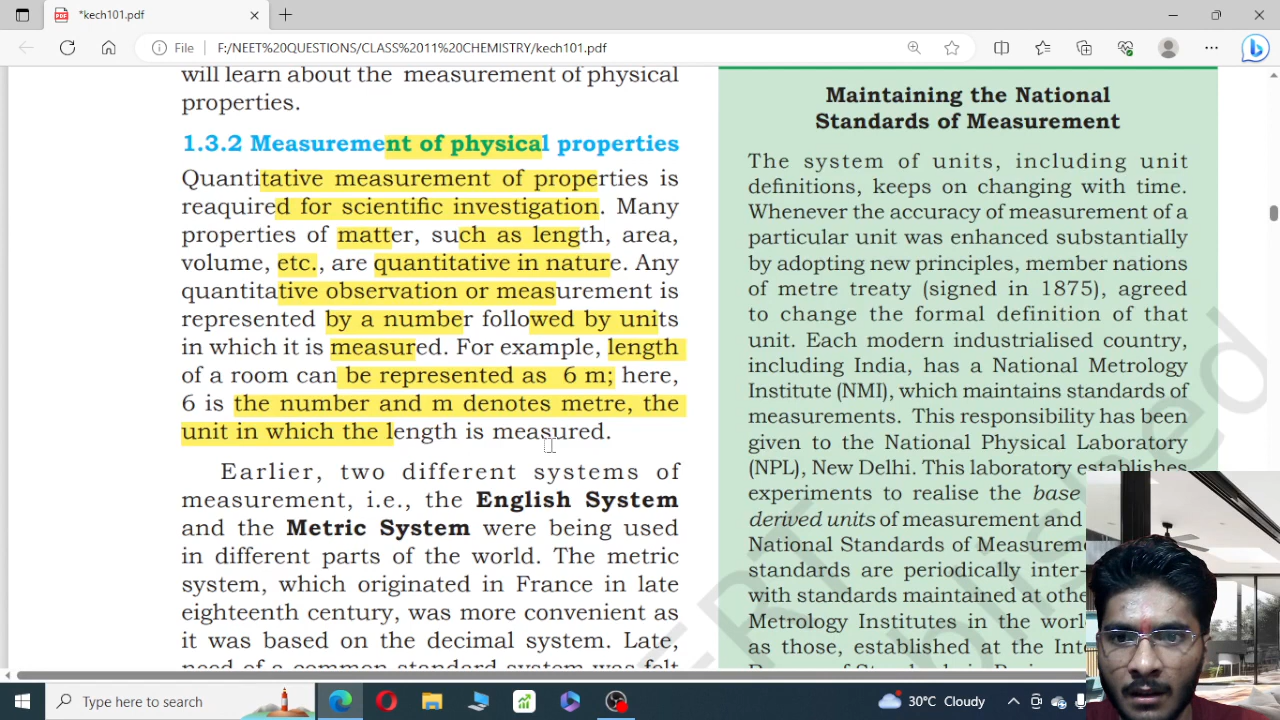 *kech101.pdf
File
F:/NEET%20QUESTIONS/CLASS%2011%20CHEMISTRY/kech101.pdf
will learn about the measurement of physical
properties.
1.3.2 Measurement of physical properties
Quantitative measurement of properties is
reaquired for scientific investigation. Many
properties of matter, such as length, area,
volume, etc., are quantitative in nature. Any
quantitative observation or measurement is
represented by a number followed by units
in which it is measured. For example, length
of a room can be represented as 6 m; here,
6 is the number and m denotes metre, the
unit in which the length is measured.
Earlier, two different systems of
measurement, i.e., the English System
and the Metric System were being used
in different parts of the world. The metric
system, which originated in France in late
eighteenth century, was more convenient as
it was based on the decimal system. Late,
need of a common standard system was felt
Maintaining the National
Standards of Measurement
The system of units, including unit
definitions, keeps on changing with time.
Whenever the accuracy of measurement of a
particular unit was enhanced substantially
by adopting new principles, member nations
of metre treaty (signed in 1875), agreed
to change the formal definition of that
unit. Each modern industrialised country,
including India, has a National Metrology
Institute (NMI), which maintains standards of
measurements. This responsibility has been
given to the National Physical Laboratory
(NPL), New Delhi. This laboratory establishes
experiments to realise the base
derived units of measurement and
National Standards of Measureme
standards are periodically inter-
with standards maintained at othe
Metrology Institutes in the worl
as those, established at the Inte
Type here to search
30°C Cloudy